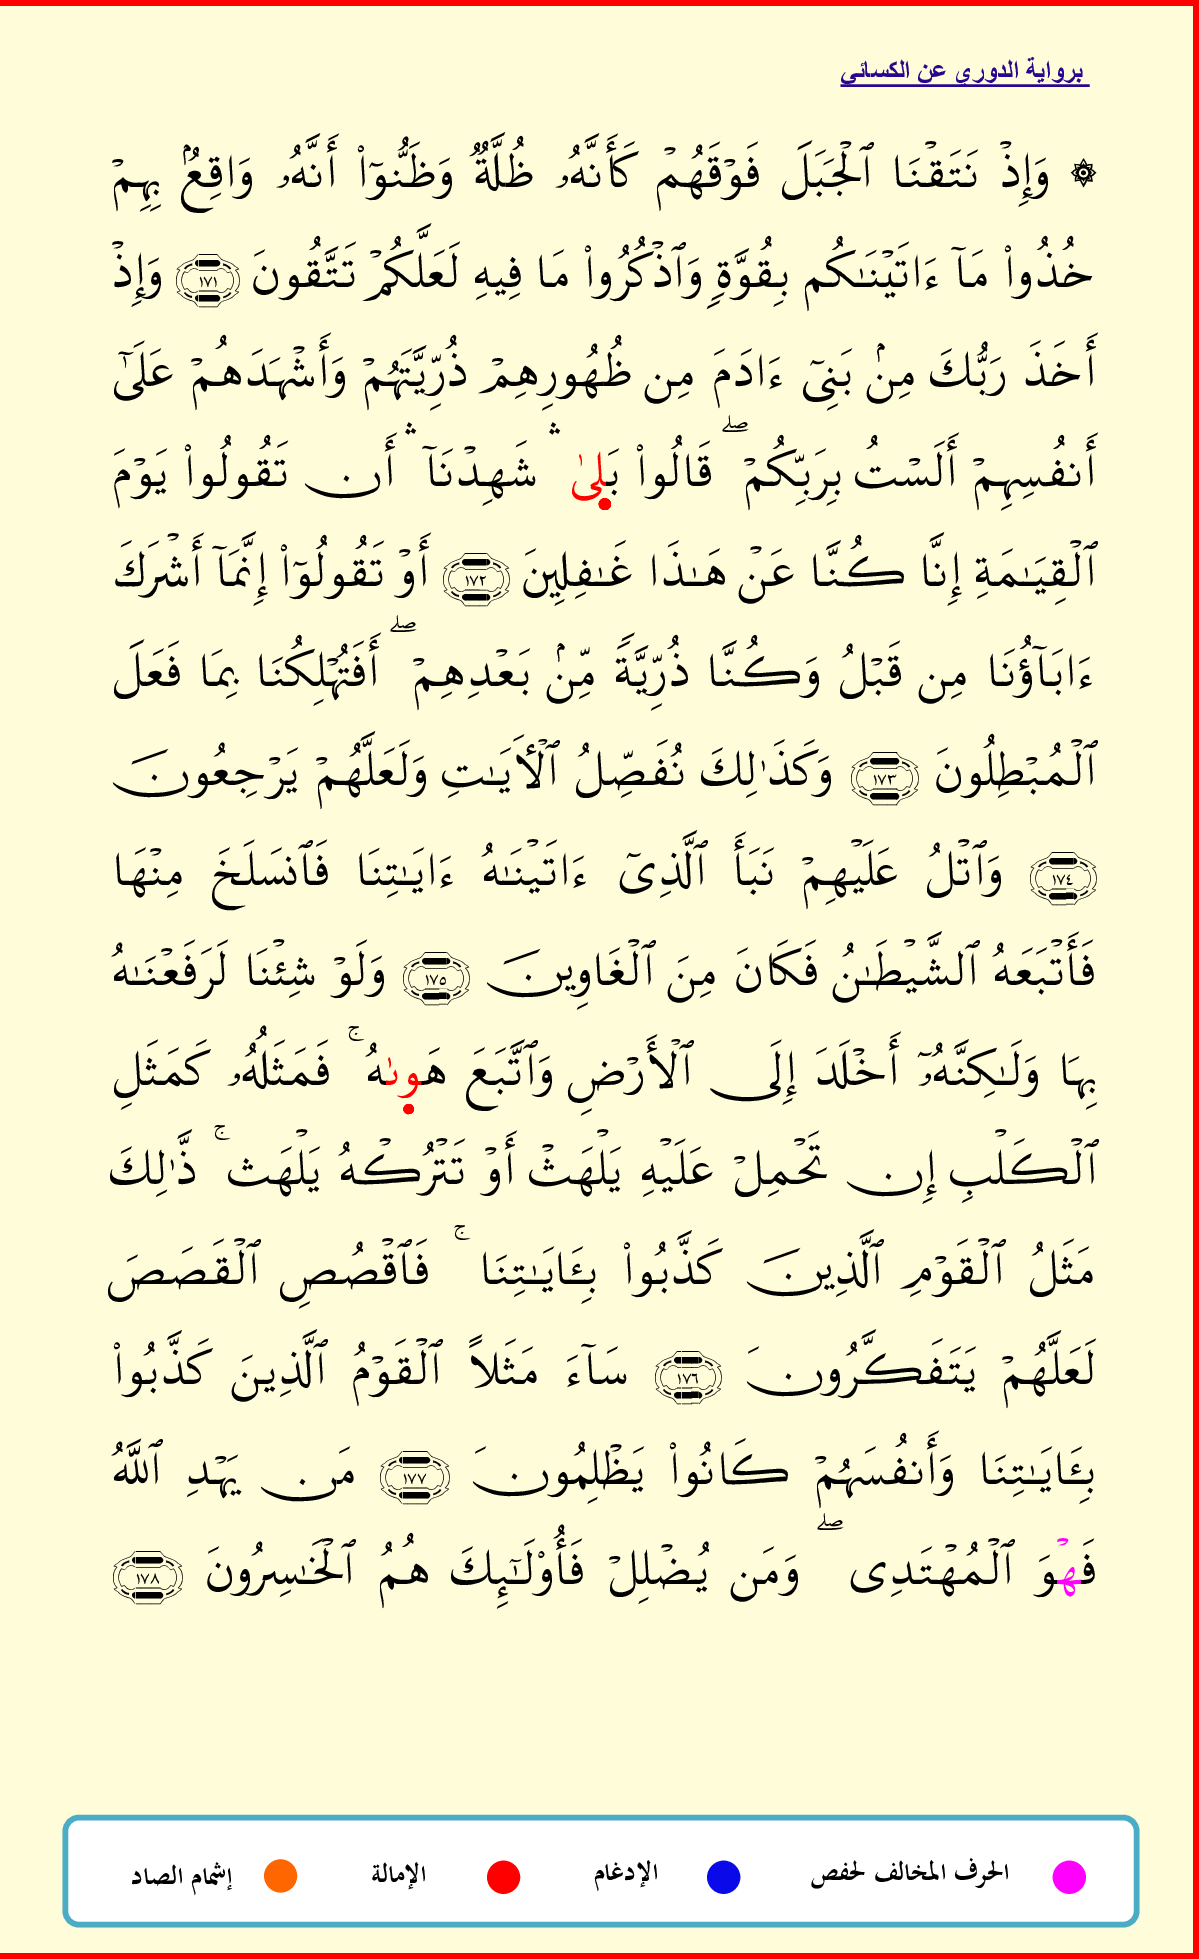 برواية الدوري عن الكسائي
۞ وَإِذْ نَتَقْنَا ٱلْجَبَلَ فَوْقَهُمْ كَأَنَّهُۥ ظُلَّةٌ وَظَنُّوٓا۟ أَنَّهُۥ وَاقِعٌۢ بِهِمْ
خُذُوا۟ مَآ ءَاتَيْنَـٰكُم بِقُوَّةٍ وَٱذْكُرُوا۟ مَا فِيهِ لَعَلَّكُمْ تَتَّقُونَ ١٧١ وَإِذْ
أَخَذَ رَبُّكَ مِنۢ بَنِىٓ ءَادَمَ مِن ظُهُورِهِمْ ذُرِّيَّتَهُمْ وَأَشْهَدَهُمْ عَلَىٰٓ
أَنفُسِهِمْ أَلَسْتُ بِرَبِّكُمْ ۖ قَالُوا۟ بَلىٰ ۛ شَهِدْنَآ ۛ أَن تَقُولُوا۟ يَوْمَ
ٱلْقِيَـٰمَةِ إِنَّا كُنَّا عَنْ هَـٰذَا غَـٰفِلِينَ ١٧٢ أَوْ تَقُولُوٓا۟ إِنَّمَآ أَشْرَكَ
ءَابَآؤُنَا مِن قَبْلُ وَكُنَّا ذُرِّيَّةً مِّنۢ بَعْدِهِمْ ۖ أَفَتُهْلِكُنَا بِمَا فَعَلَ
ٱلْمُبْطِلُونَ ١٧٣ وَكَذَٰلِكَ نُفَصِّلُ ٱلْأَيَـٰتِ وَلَعَلَّهُمْ يَرْجِعُونَ
١٧٤ وَٱتْلُ عَلَيْهِمْ نَبَأَ ٱلَّذِىٓ ءَاتَيْنَـٰهُ ءَايَـٰتِنَا فَٱنسَلَخَ مِنْهَا
فَأَتْبَعَهُ ٱلشَّيْطَـٰنُ فَكَانَ مِنَ ٱلْغَاوِينَ ١٧٥ وَلَوْ شِئْنَا لَرَفَعْنَـٰهُ
بِهَا وَلَـٰكِنَّهُۥٓ أَخْلَدَ إِلَى ٱلْأَرْضِ وَٱتَّبَعَ هَوىٰهُ ۚ فَمَثَلُهُۥ كَمَثَلِ
ٱلْكَلْبِ إِن تَحْمِلْ عَلَيْهِ يَلْهَثْ أَوْ تَتْرُكْهُ يَلْهَث ۚ ذَّٰلِكَ
مَثَلُ ٱلْقَوْمِ ٱلَّذِينَ كَذَّبُوا۟ بِـَٔايَـٰتِنَا ۚ فَٱقْصُصِ ٱلْقَصَصَ
لَعَلَّهُمْ يَتَفَكَّرُونَ ١٧٦ سَآءَ مَثَلاً ٱلْقَوْمُ ٱلَّذِينَ كَذَّبُوا۟
بِـَٔايَـٰتِنَا وَأَنفُسَهُمْ كَانُوا۟ يَظْلِمُونَ ١٧٧ مَن يَهْدِ ٱللَّهُ
فَهْوَ ٱلْمُهْتَدِى ۖ وَمَن يُضْلِلْ فَأُو۟لَـٰٓئِكَ هُمُ ٱلْخَـٰسِرُونَ ١٧٨
الحرف المخالف لحفص الإدغام الإمالة إشمام الصاد